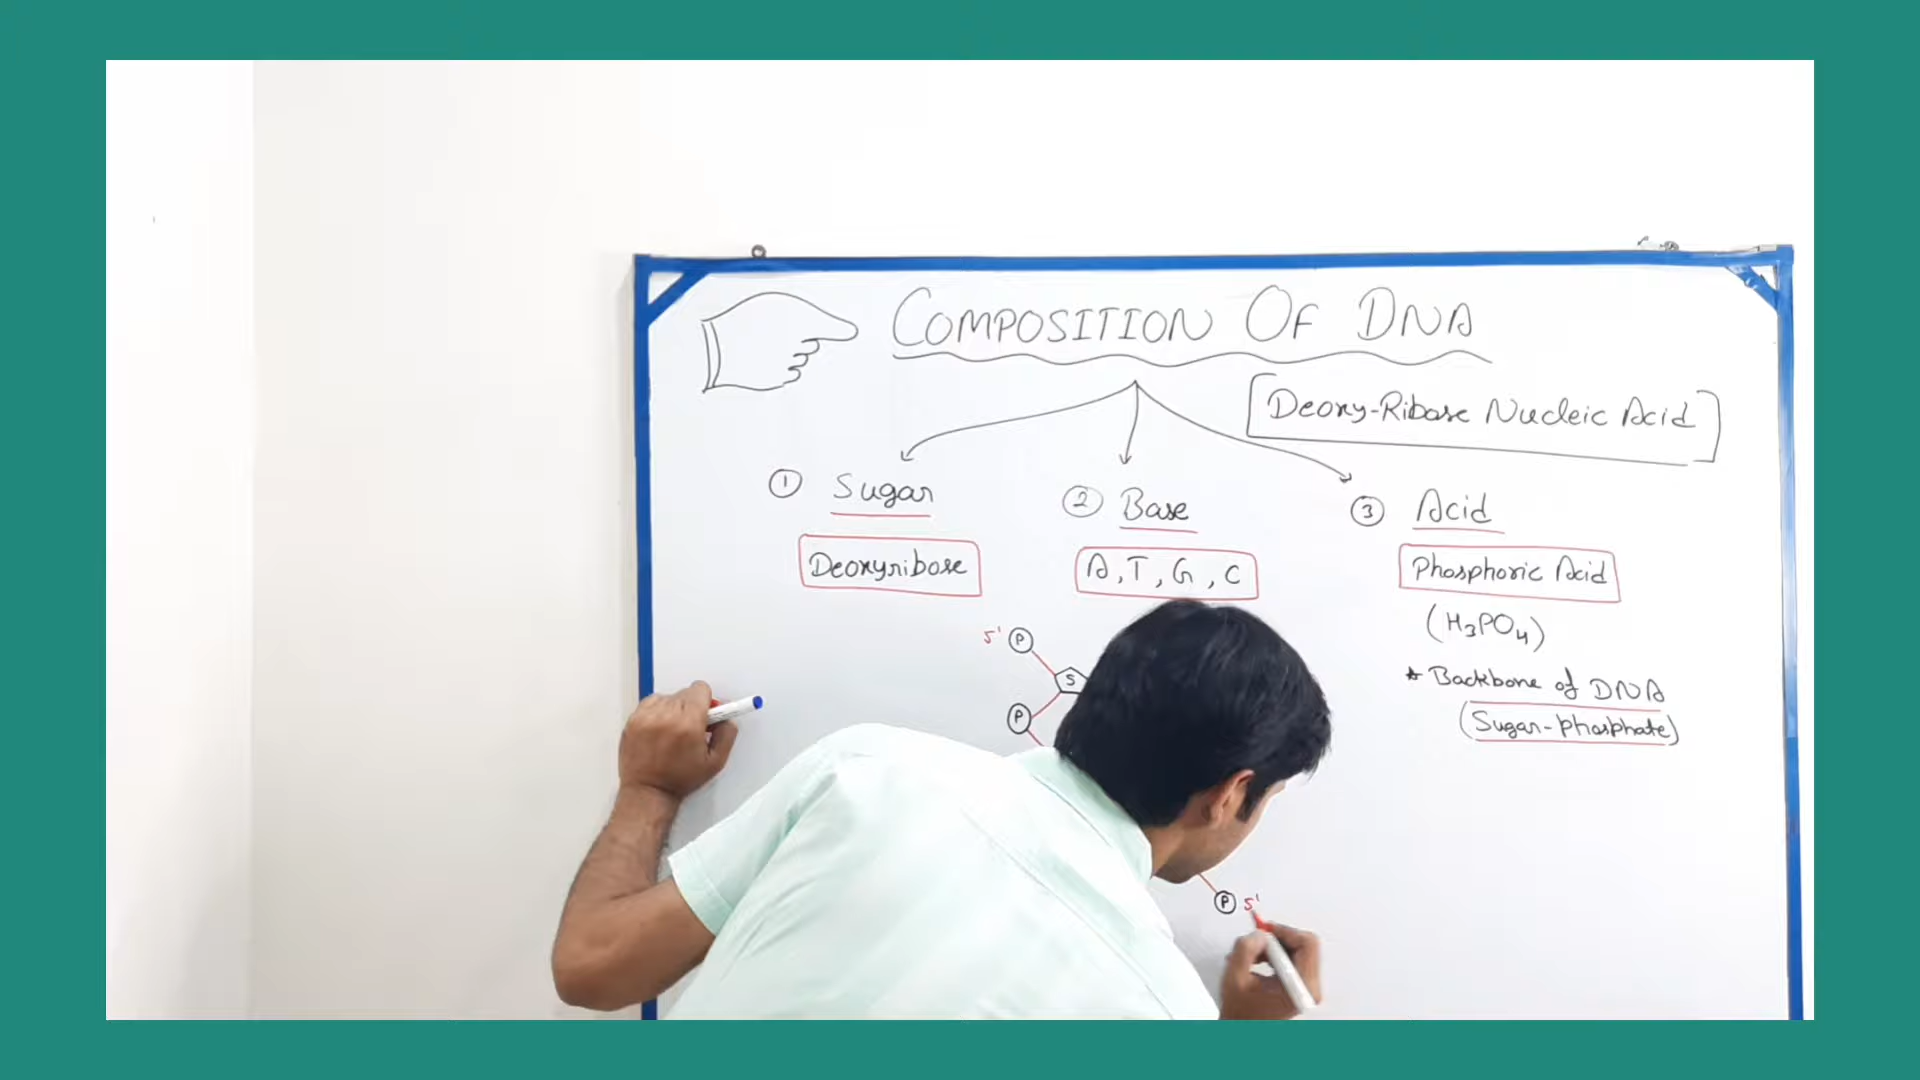 COMPOSITION OF DNA
[Deoxy-Ribose Nucleic Acid]
① Sugar
② Base
③ Acid
Deoxyribose
A, T, G, C
Phosphoric Acid
(H₃PO₄)
5' P
S
P
* Backbone of DNA
(Sugar-Phosphate)
P 5'